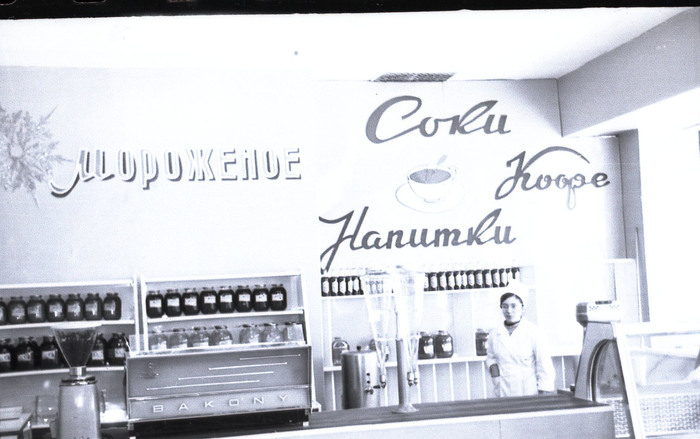 Мороженое
Соки
Кофе
Напитки
BAKONY